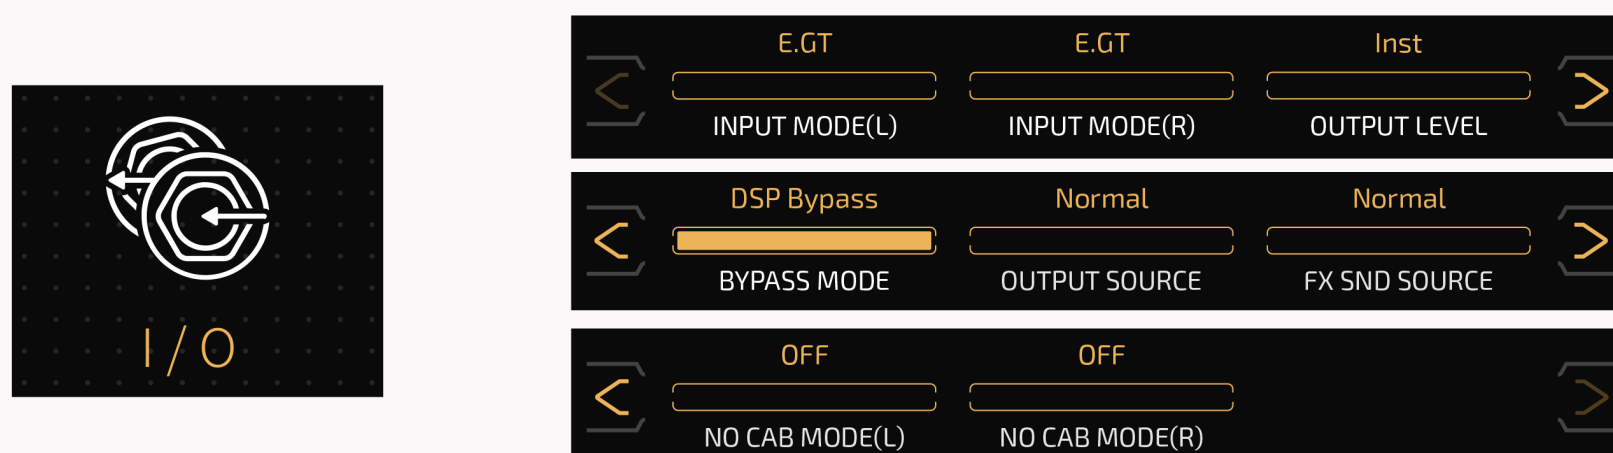 I / O
E.GT E.GT Inst
INPUT MODE(L) INPUT MODE(R) OUTPUT LEVEL
DSP Bypass Normal Normal
BYPASS MODE OUTPUT SOURCE FX SND SOURCE
OFF OFF
NO CAB MODE(L) NO CAB MODE(R)